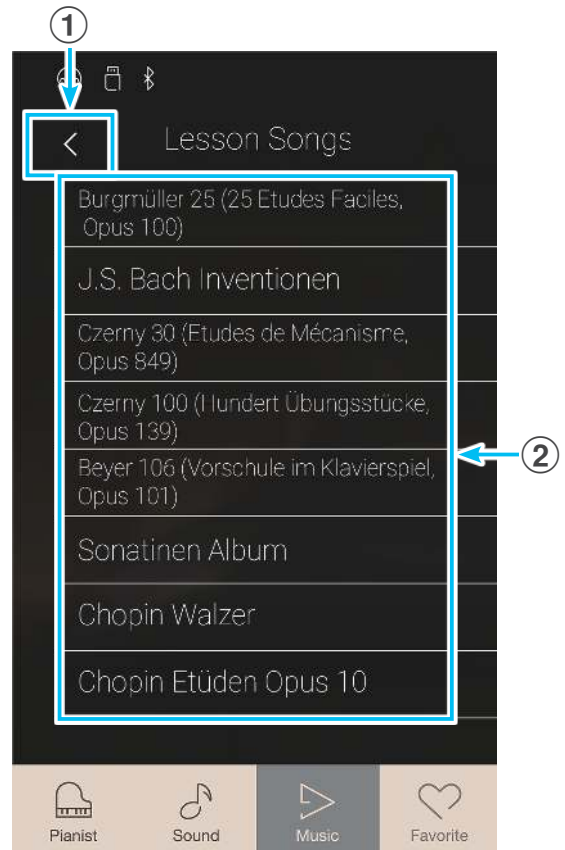 ①
< Lesson Songs
Burgmüller 25 (25 Etudes Faciles,
Opus 100)
J.S. Bach Inventionen
Czerny 30 (Etudes de Mécanisme,
Opus 849)
Czerny 100 (Hundert Übungsstücke,
Opus 139)
②
Beyer 106 (Vorschule im Klavierspiel,
Opus 101)
Sonatinen Album
Chopin Walzer
Chopin Etüden Opus 10
Pianist Sound Music Favorite